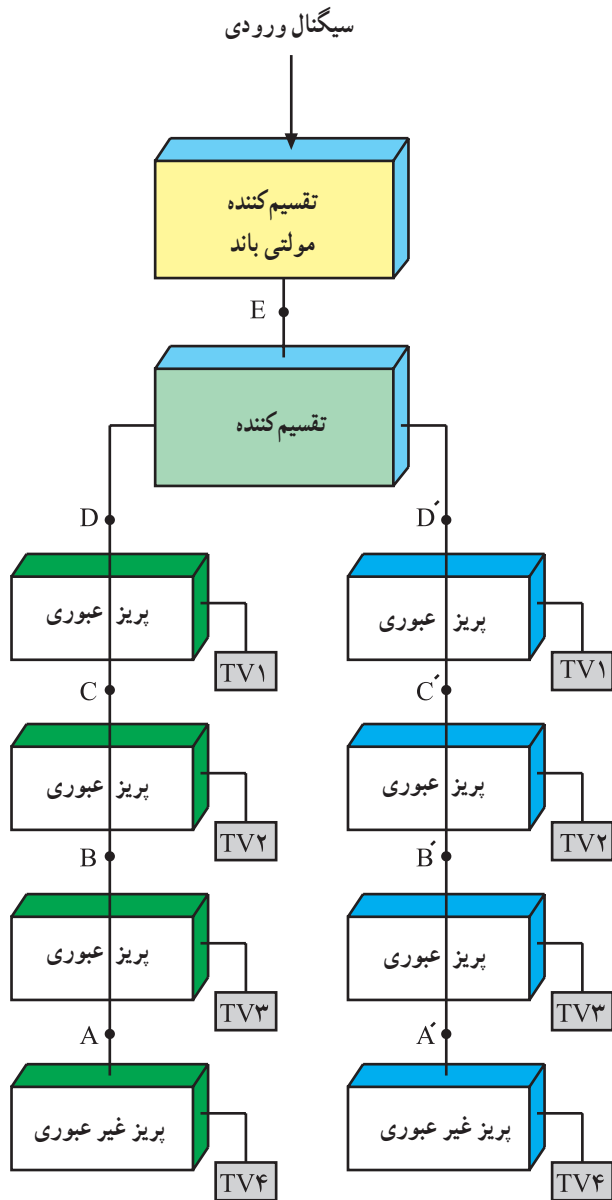 سیگنال ورودی
تقسیم‌کننده
مولتی باند
E
تقسیم‌کننده
D
D´
پریز عبوری
TV۱
پریز عبوری
TV۱
C
C´
پریز عبوری
TV۲
پریز عبوری
TV۲
B
B´
پریز عبوری
TV۳
پریز عبوری
TV۳
A
A´
پریز غیر عبوری
TV۴
پریز غیر عبوری
TV۴